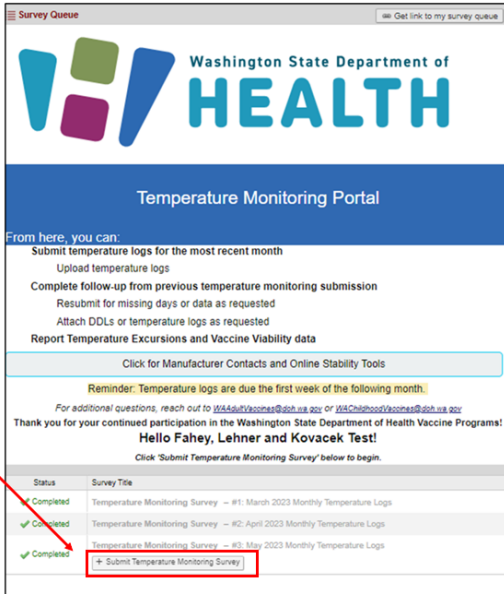 Survey Queue
Get link to my survey queue
Washington State Department of
HEALTH
Temperature Monitoring Portal
From here, you can:
Submit temperature logs for the most recent month
Upload temperature logs
Complete follow-up from previous temperature monitoring submission
Resubmit for missing days or data as requested
Attach DDLs or temperature logs as requested
Report Temperature Excursions and Vaccine Viability data
Click for Manufacturer Contacts and Online Stability Tools
Reminder: Temperature logs are due the first week of the following month.
For additional questions, reach out to WAAdultVaccines@doh.wa.gov or WAChildhoodVaccines@doh.wa.gov
Thank you for your continued participation in the Washington State Department of Health Vaccine Programs!
Hello Fahey, Lehner and Kovacek Test!
Click 'Submit Temperature Monitoring Survey' below to begin.
Status Survey Title
Completed Temperature Monitoring Survey – #1: March 2023 Monthly Temperature Logs
Completed Temperature Monitoring Survey – #2: April 2023 Monthly Temperature Logs
Completed Temperature Monitoring Survey – #3: May 2023 Monthly Temperature Logs
+ Submit Temperature Monitoring Survey